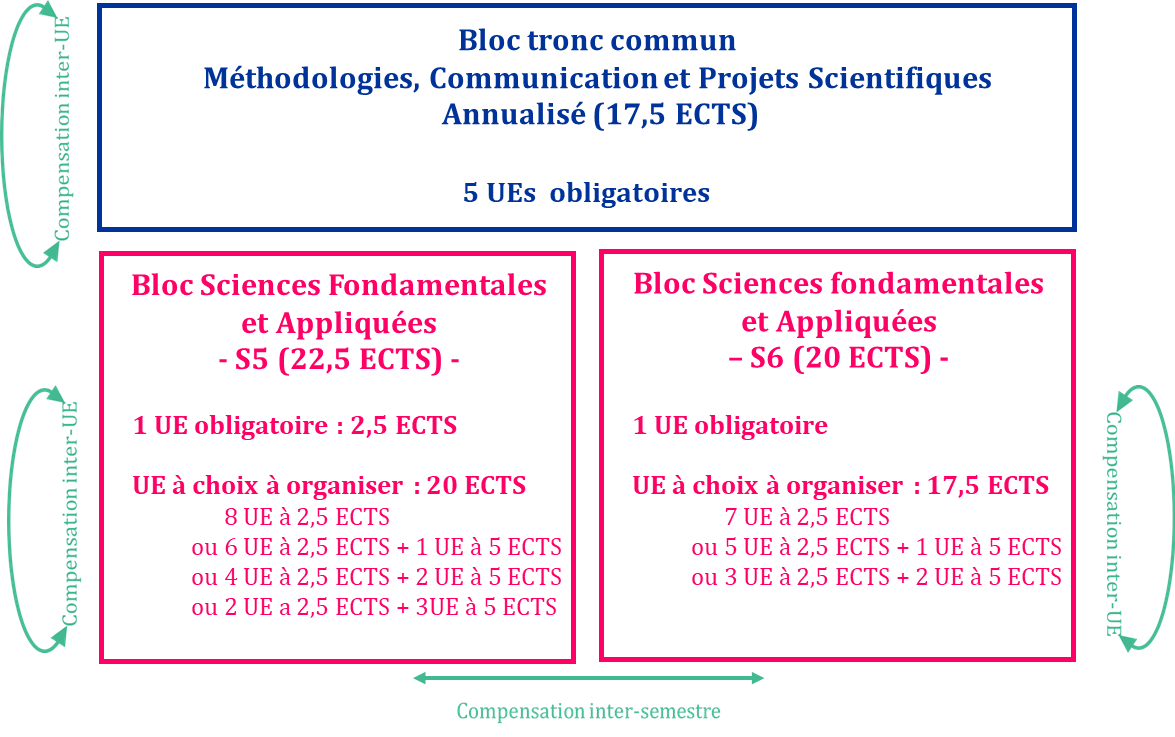 Compensation inter-UE
Bloc tronc commun
Méthodologies, Communication et Projets Scientifiques
Annualisé (17,5 ECTS)
5 UEs obligatoires
Bloc Sciences Fondamentales
et Appliquées
- S5 (22,5 ECTS) -
1 UE obligatoire : 2,5 ECTS
UE à choix à organiser : 20 ECTS
8 UE à 2,5 ECTS
ou 6 UE à 2,5 ECTS + 1 UE à 5 ECTS
ou 4 UE à 2,5 ECTS + 2 UE à 5 ECTS
ou 2 UE a 2,5 ECTS + 3UE à 5 ECTS
Compensation inter-UE
Bloc Sciences fondamentales
et Appliquées
– S6 (20 ECTS) -
1 UE obligatoire
UE à choix à organiser : 17,5 ECTS
7 UE à 2,5 ECTS
ou 5 UE à 2,5 ECTS + 1 UE à 5 ECTS
ou 3 UE à 2,5 ECTS + 2 UE à 5 ECTS
Compensation inter-UE
Compensation inter-semestre